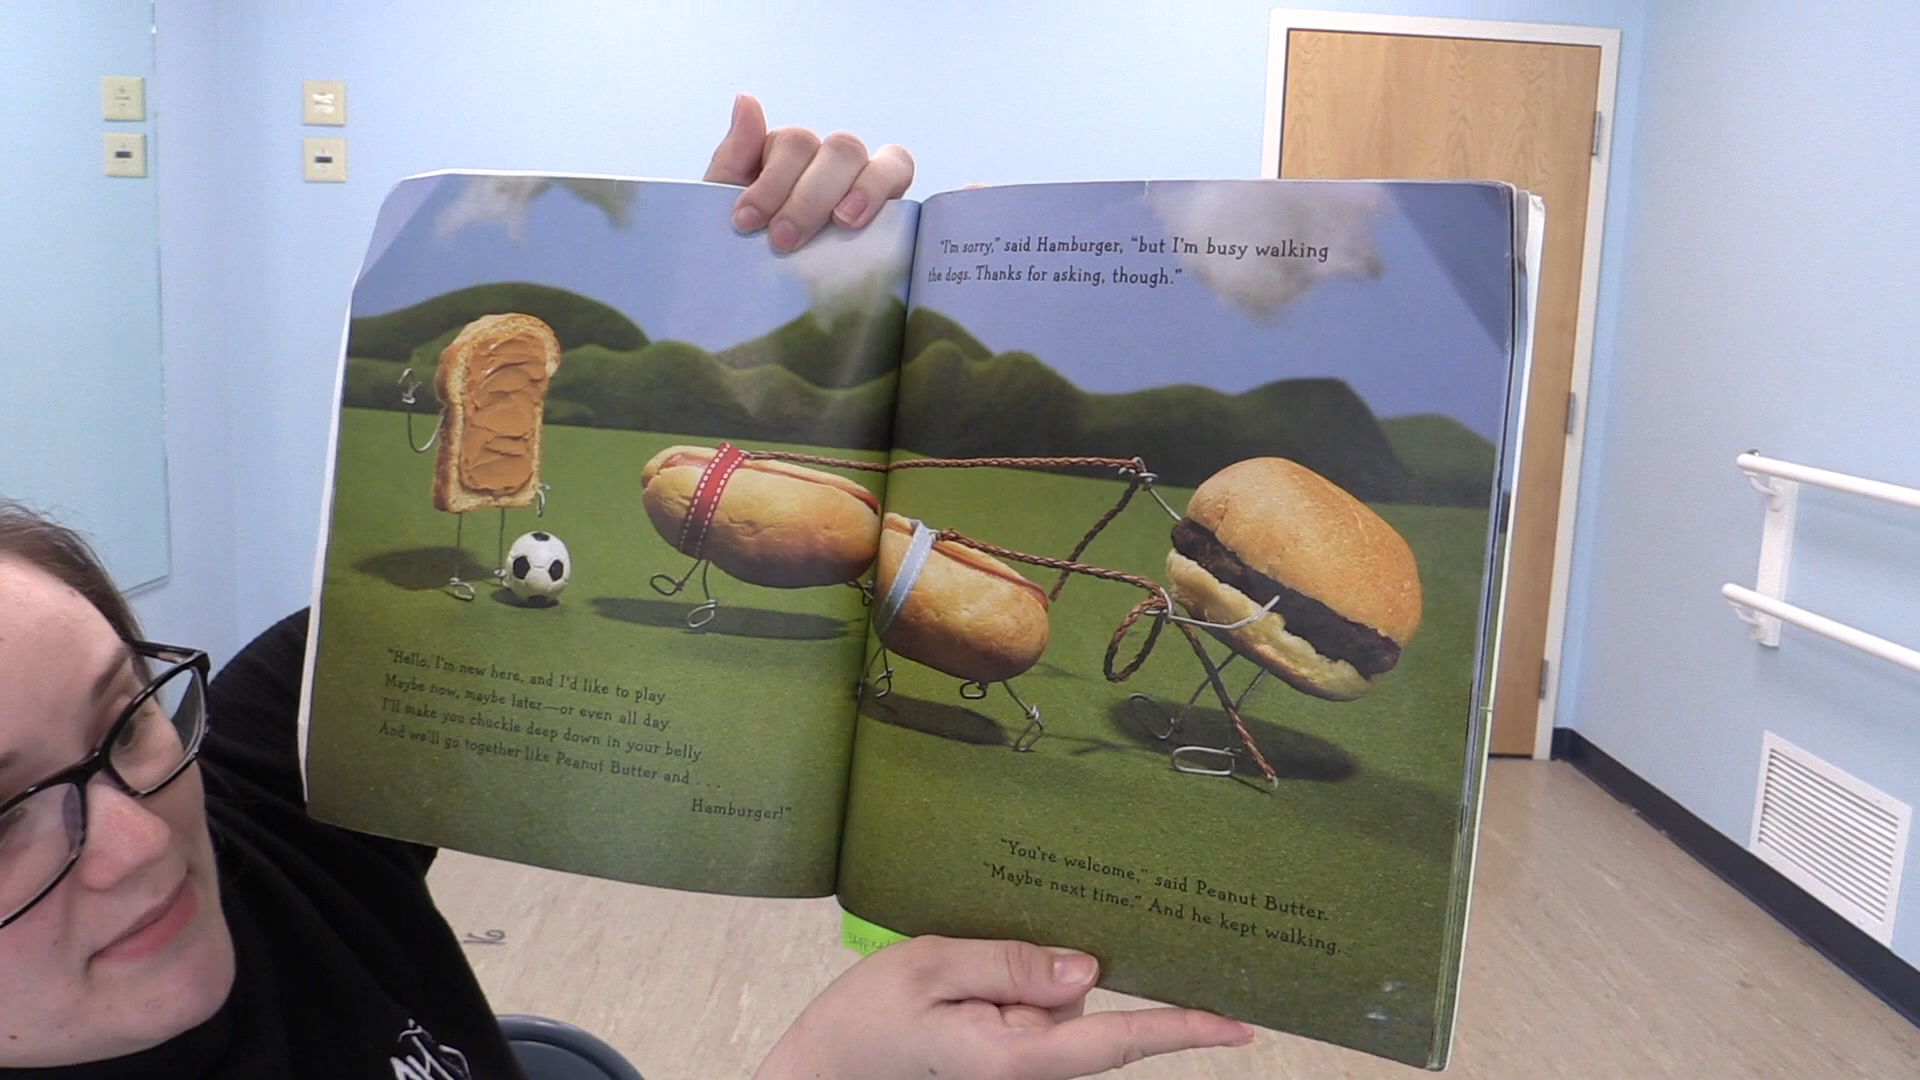 "Hello, I'm new here, and I'd like to play
Maybe now, maybe later—or even all day
I'll make you chuckle deep down in your belly
And we'll go together like Peanut Butter and . . .
Hamburger!"
"I'm sorry," said Hamburger, "but I'm busy walking
the dogs. Thanks for asking, though."
"You're welcome," said Peanut Butter.
"Maybe next time." And he kept walking.